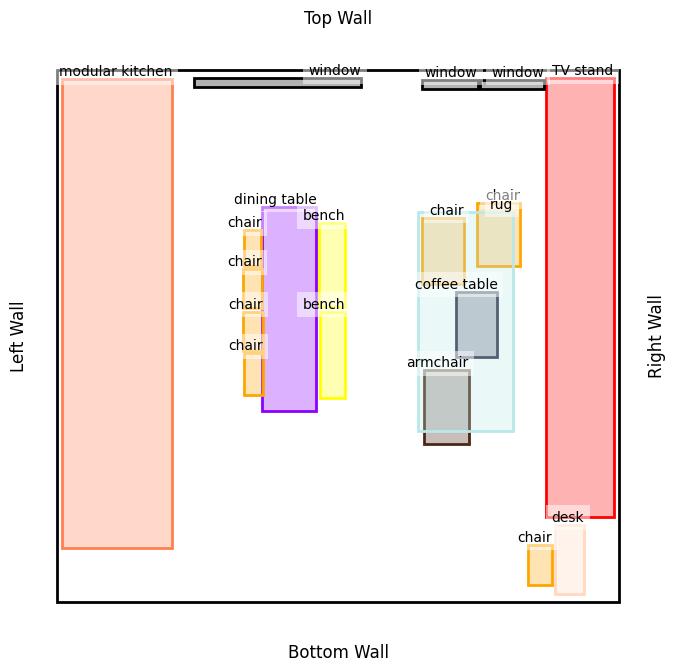 Top Wall
modular kitchen
window
window
window
TV stand
dining table
chair
rug
chair
bench
chair
chair
coffee table
chair
bench
chair
armchair
desk
chair
Left Wall
Right Wall
Bottom Wall